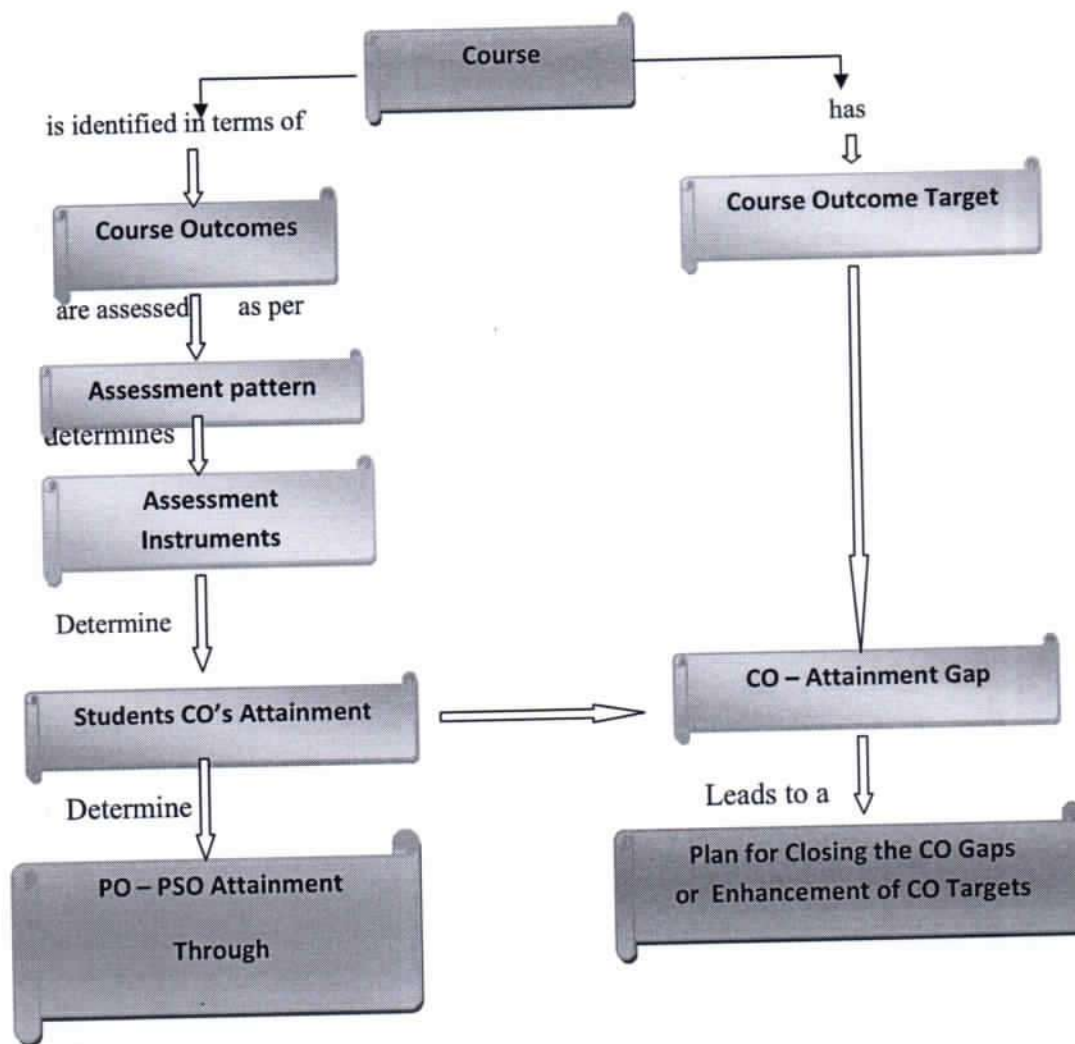 Course
is identified in terms of
has
Course Outcomes
Course Outcome Target
are assessed as per
Assessment pattern
determines
Assessment
Instruments
Determine
Students CO's Attainment
CO – Attainment Gap
Determine
Leads to a
PO – PSO Attainment
Through
Plan for Closing the CO Gaps
or Enhancement of CO Targets